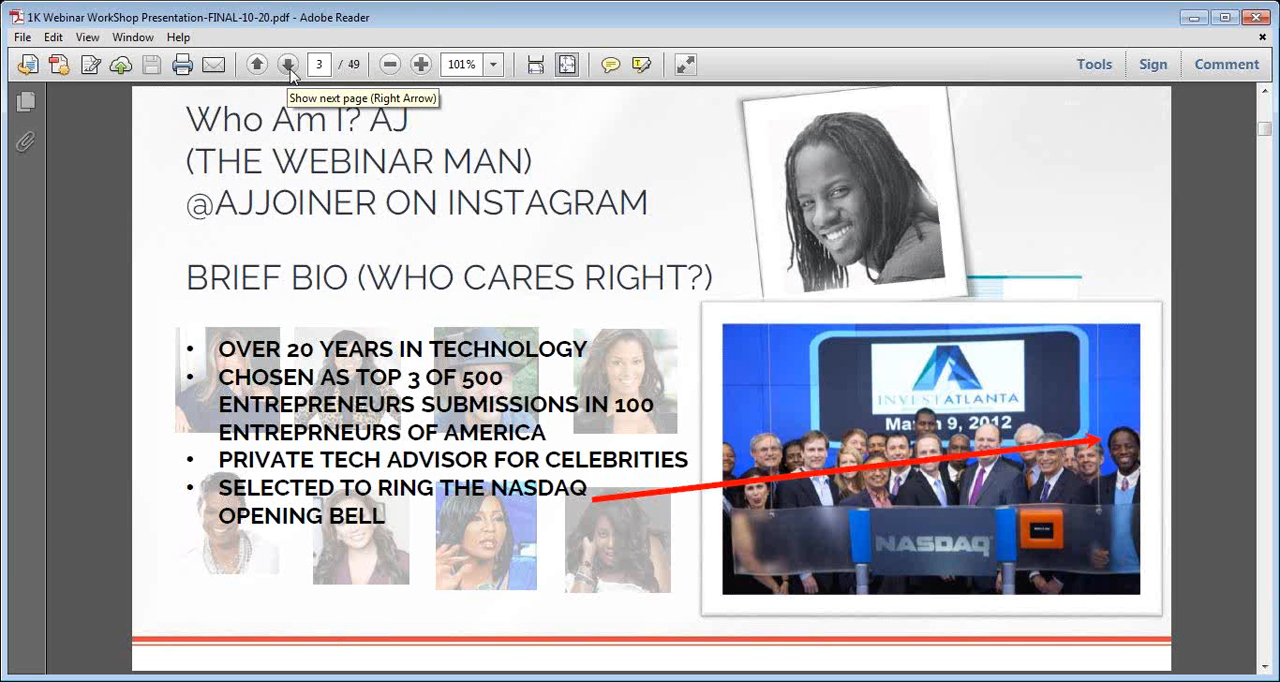 1K Webinar WorkShop Presentation-FINAL-10-20.pdf - Adobe Reader
File Edit View Window Help
3 / 49 101% Tools Sign Comment
Show next page (Right Arrow)
Who Am I? AJ
(THE WEBINAR MAN)
@AJJOINER ON INSTAGRAM
BRIEF BIO (WHO CARES RIGHT?)
• OVER 20 YEARS IN TECHNOLOGY
• CHOSEN AS TOP 3 OF 500
ENTREPRENEURS SUBMISSIONS IN 100
ENTREPRNEURS OF AMERICA
• PRIVATE TECH ADVISOR FOR CELEBRITIES
• SELECTED TO RING THE NASDAQ
OPENING BELL
INVEST ATLANTA
March 9, 2012
NASDAQ